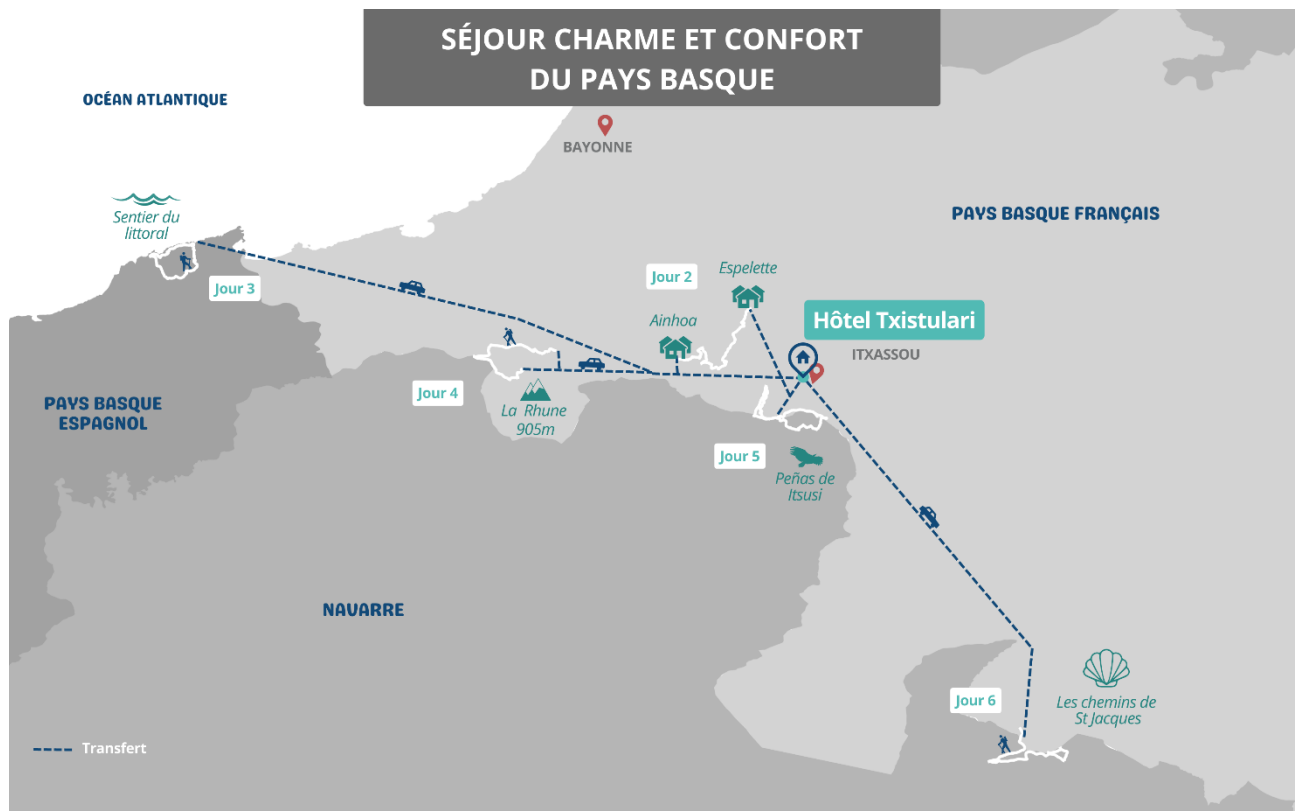 SÉJOUR CHARME ET CONFORT
DU PAYS BASQUE
OCÉAN ATLANTIQUE
BAYONNE
PAYS BASQUE FRANÇAIS
Sentier du
littoral
Jour 3
Jour 2
Espelette
Ainhoa
Hôtel Txistulari
ITXASSOU
Jour 4
La Rhune
905m
PAYS BASQUE
ESPAGNOL
Jour 5
Peñas de
Itsusi
NAVARRE
Jour 6
Les chemins de
St Jacques
Transfert